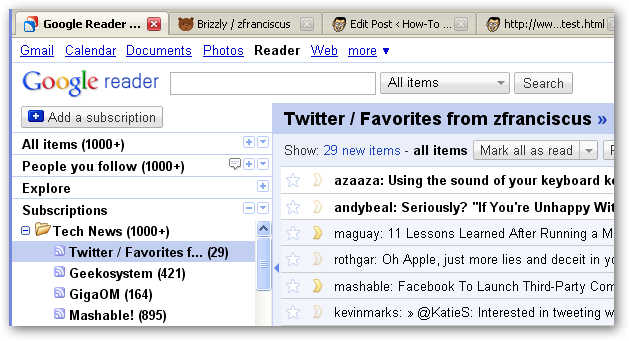 Google Reader ... Brizzly / zfranciscus Edit Post ‹ How-To ... http://ww...test.html
Gmail Calendar Documents Photos Reader Web more ▼
Google reader All items Search
Add a subscription
Twitter / Favorites from zfranciscus »
All items (1000+)
People you follow (1000+)
Explore
Subscriptions
Tech News (1000+)
Twitter / Favorites f... (29)
Geekosystem (421)
GigaOM (164)
Mashable! (895)
Show: 29 new items - all items Mark all as read
azaaza: Using the sound of your keyboard
andybeal: Seriously? "If You're Unhappy
maguay: 11 Lessons Learned After Running a
rothgar: Oh Apple, just more lies and deceit in
mashable: Facebook To Launch Third-Party
kevinmarks: » @KatieS: Interested in tweeting